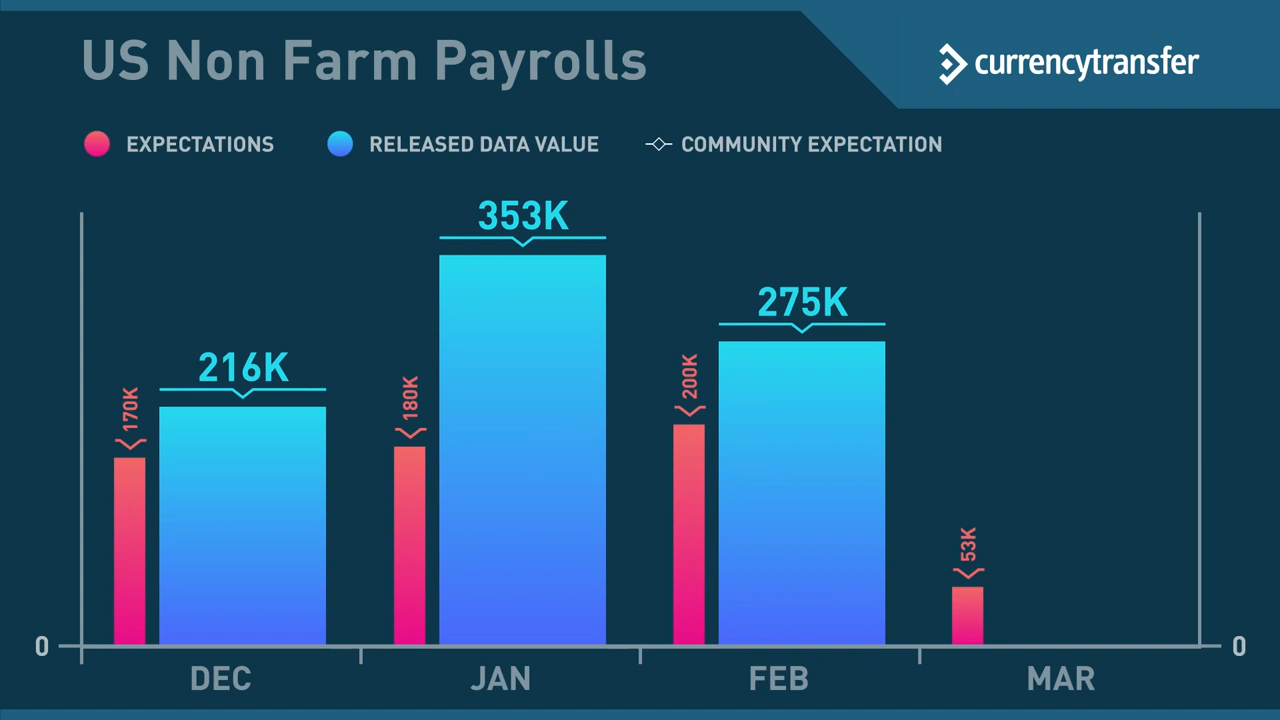 US Non Farm Payrolls
currencytransfer
EXPECTATIONS
RELEASED DATA VALUE
COMMUNITY EXPECTATION
170K
216K
180K
353K
200K
275K
53K
0
0
DEC
JAN
FEB
MAR